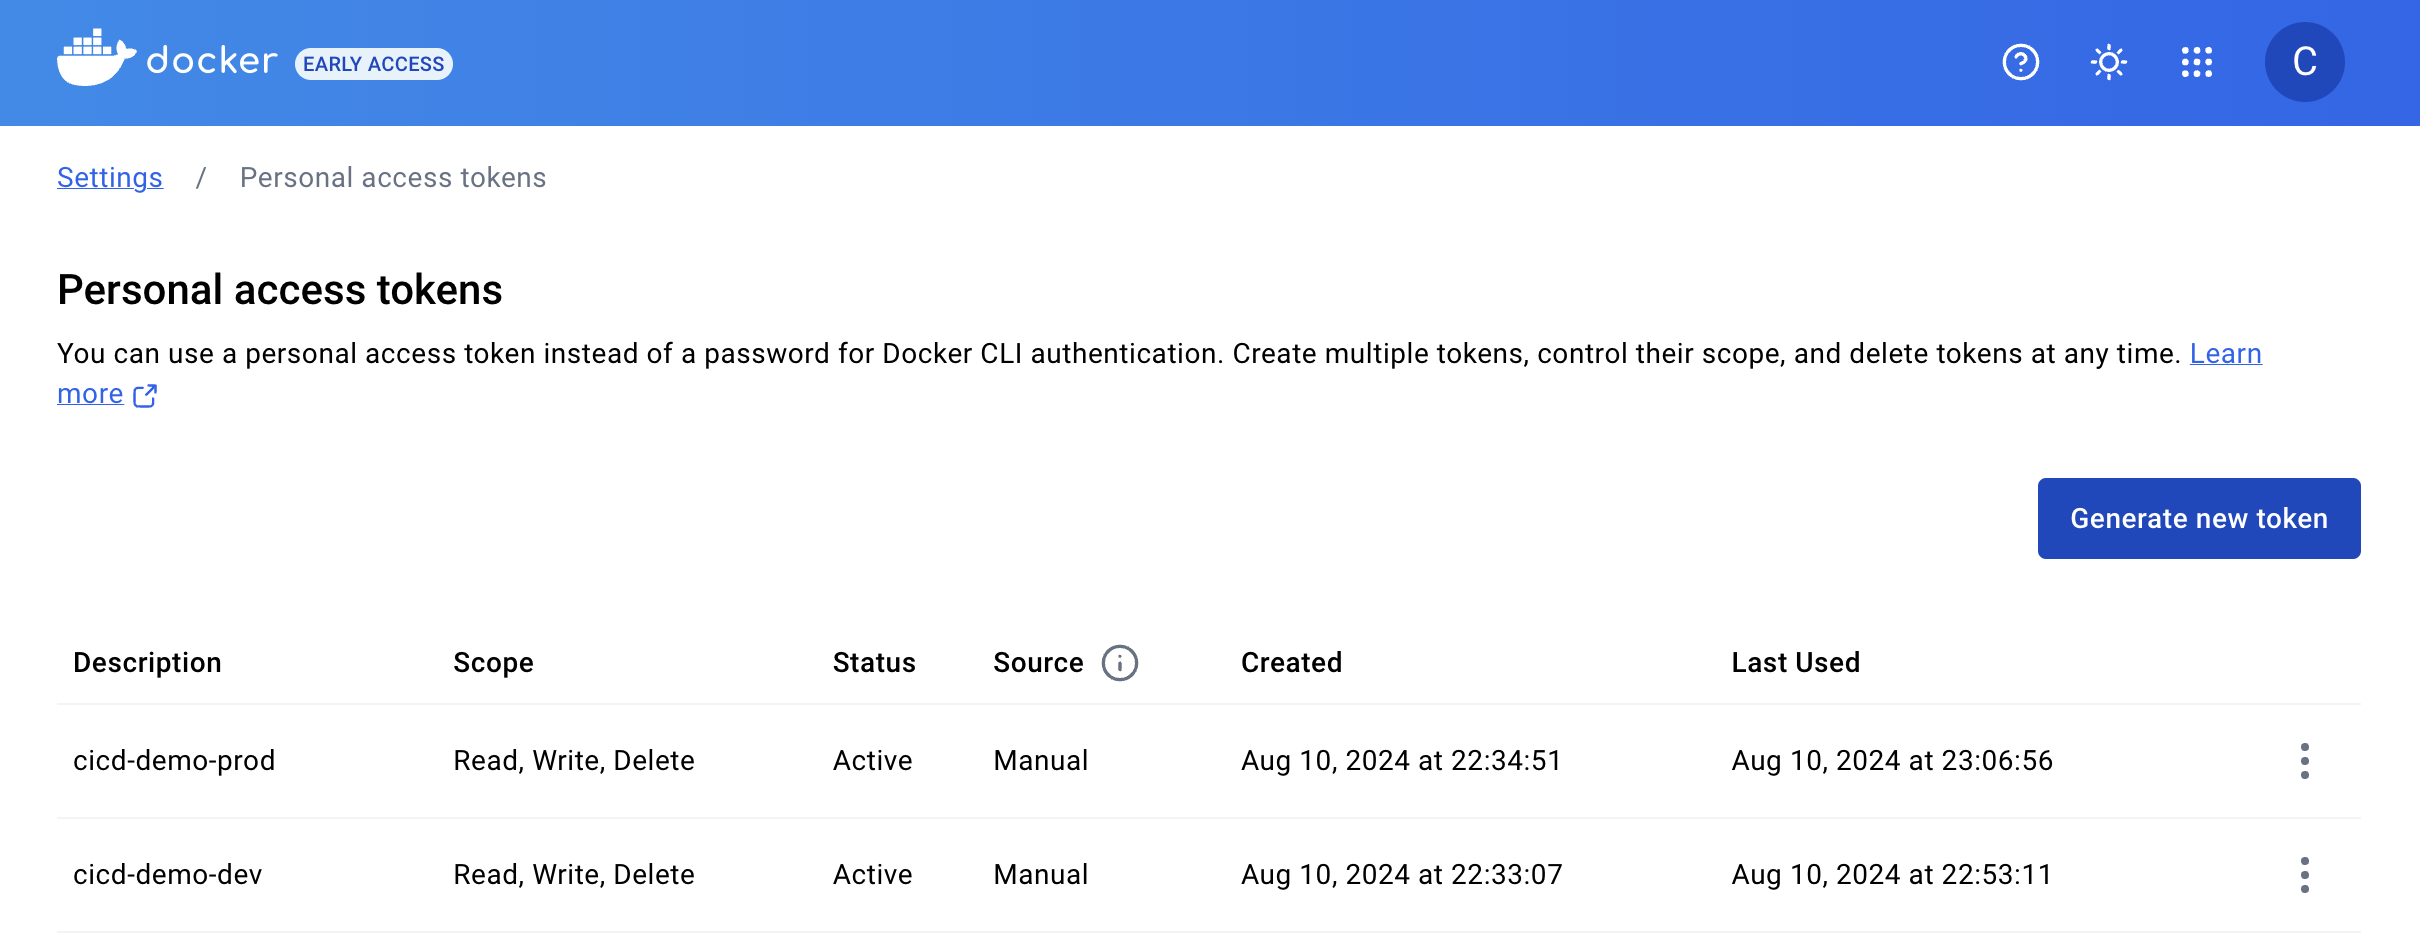 docker EARLY ACCESS C
Settings / Personal access tokens
Personal access tokens
You can use a personal access token instead of a password for Docker CLI authentication. Create multiple tokens, control their scope, and delete tokens at any time. Learn
more
Generate new token
Description Scope Status Source Created Last Used
cicd-demo-prod Read, Write, Delete Active Manual Aug 10, 2024 at 22:34:51 Aug 10, 2024 at 23:06:56
cicd-demo-dev Read, Write, Delete Active Manual Aug 10, 2024 at 22:33:07 Aug 10, 2024 at 22:53:11